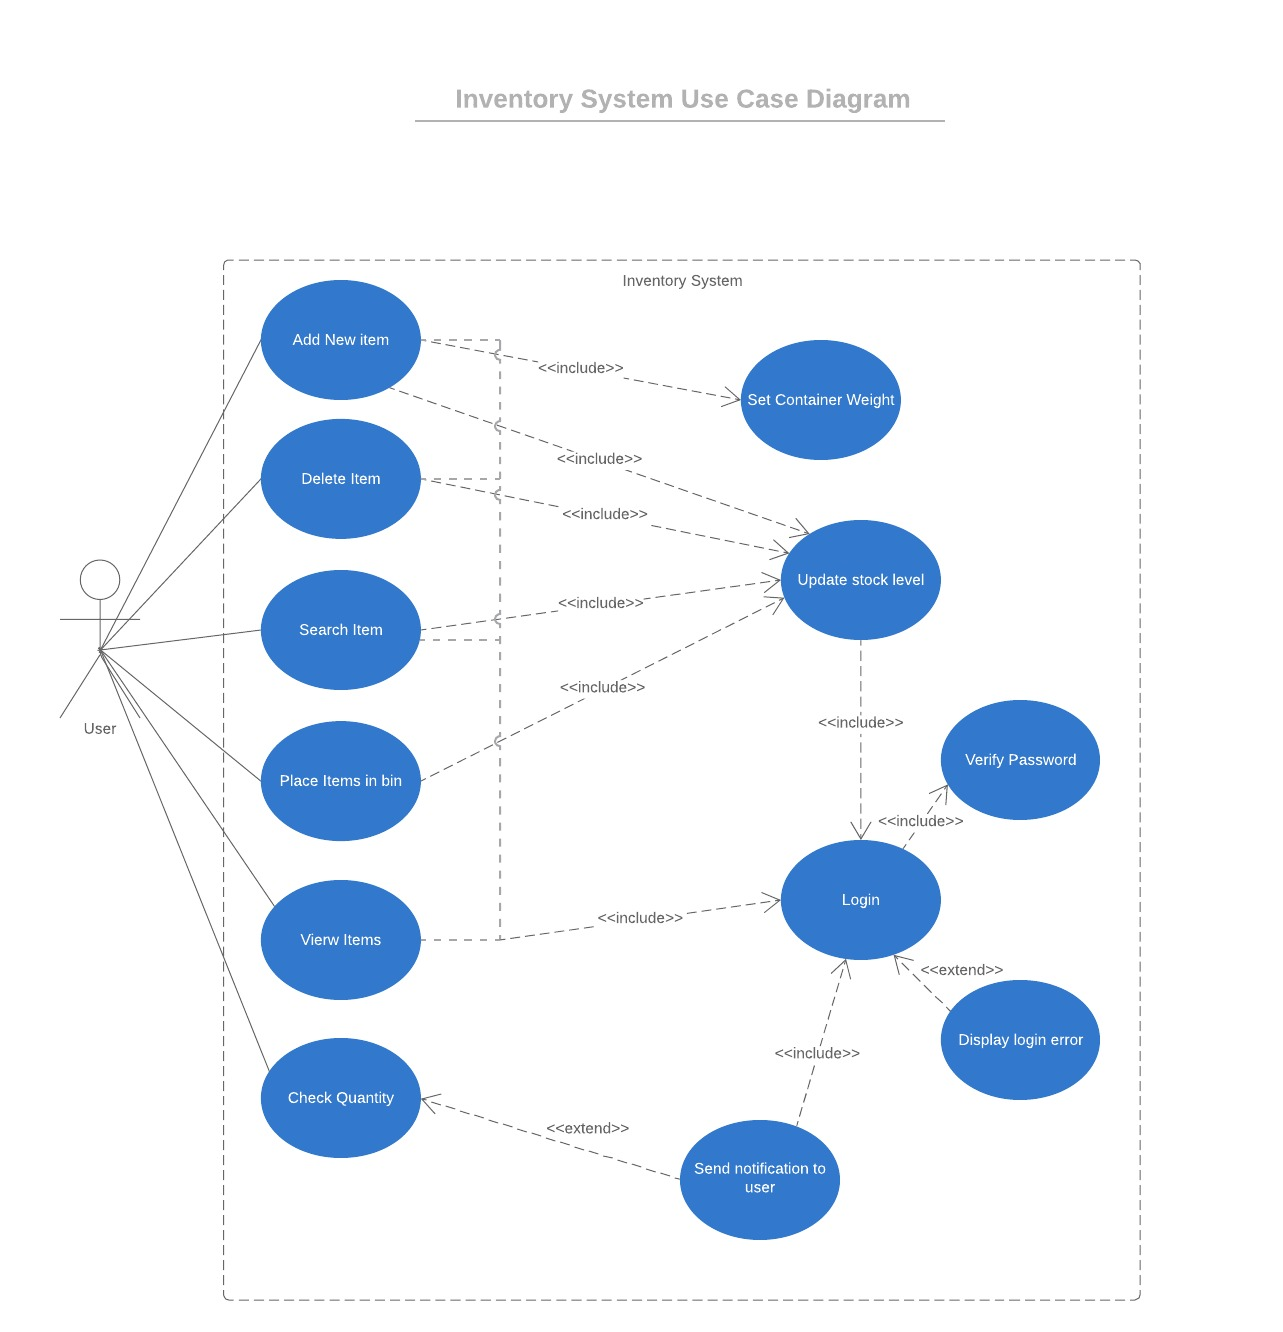 Inventory System Use Case Diagram
Inventory System
Add New item
<<include>>
Set Container Weight
<<include>>
Delete Item
<<include>>
Update stock level
<<include>>
Search Item
<<include>>
User
<<include>>
Verify Password
Place Items in bin
<<include>>
Login
<<include>>
Vierw Items
<<extend>>
Display login error
<<include>>
Check Quantity
<<extend>>
Send notification to
user